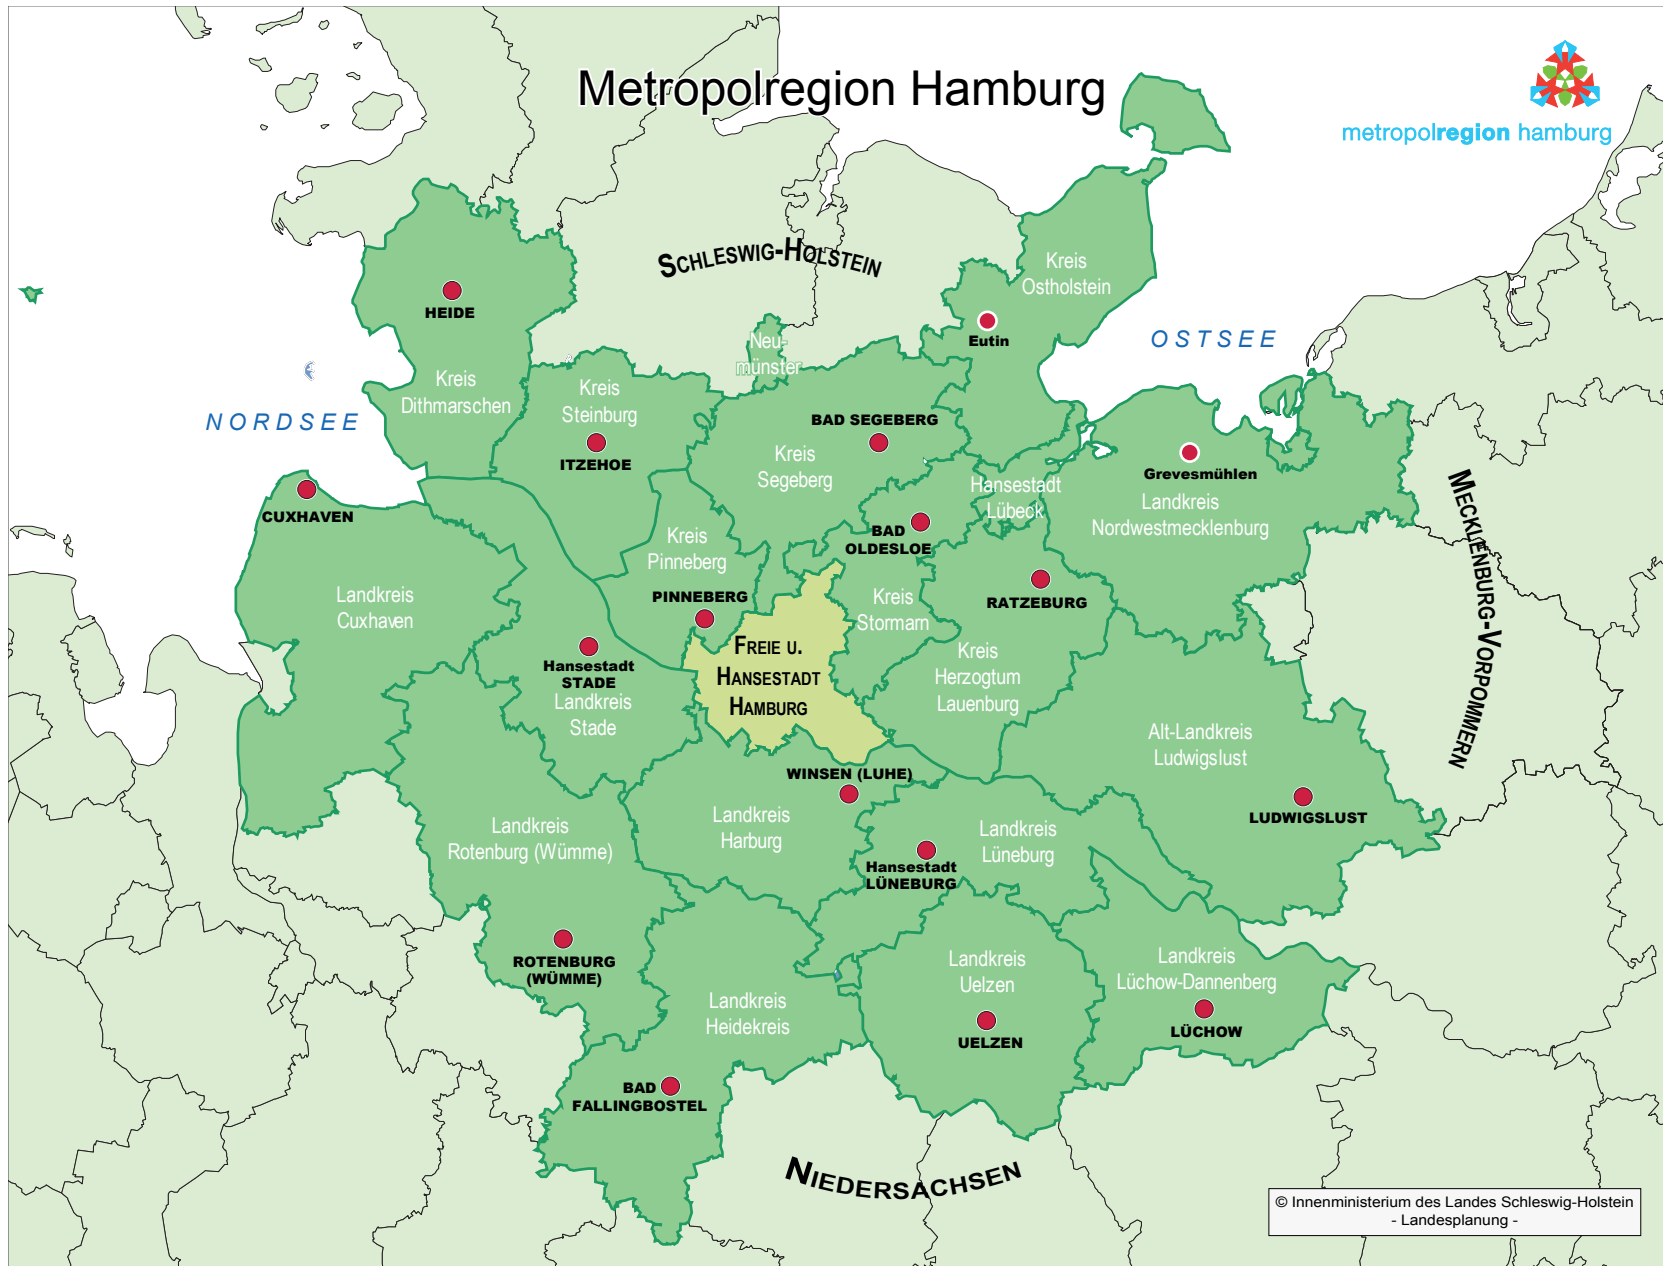 Metropolregion Hamburg
metropolregion hamburg
SCHLESWIG-HOLSTEIN
Kreis
Ostholstein
HEIDE
Eutin
OSTSEE
Neu-
münster
Kreis
Dithmarschen
Kreis
Steinburg
NORDSEE
BAD SEGEBERG
ITZEHOE
Kreis
Segeberg
Grevesmühlen
Hansestadt
Lübeck
Landkreis
Nordwestmecklenburg
MECKLENBURG-VORPOMMERN
CUXHAVEN
BAD
OLDESLOE
Kreis
Pinneberg
Landkreis
Cuxhaven
PINNEBERG
RATZEBURG
Kreis
Stormarn
FREIE U.
HANSESTADT
HAMBURG
Hansestadt
STADE
Landkreis
Stade
Kreis
Herzogtum
Lauenburg
Alt-Landkreis
Ludwigslust
WINSEN (LUHE)
LUDWIGSLUST
Landkreis
Harburg
Landkreis
Rotenburg (Wümme)
Landkreis
Lüneburg
Hansestadt
LÜNEBURG
ROTENBURG
(WÜMME)
Landkreis
Uelzen
Landkreis
Lüchow-Dannenberg
Landkreis
Heidekreis
UELZEN
LÜCHOW
BAD
FALLINGBOSTEL
NIEDERSACHSEN
© Innenministerium des Landes Schleswig-Holstein
- Landesplanung -